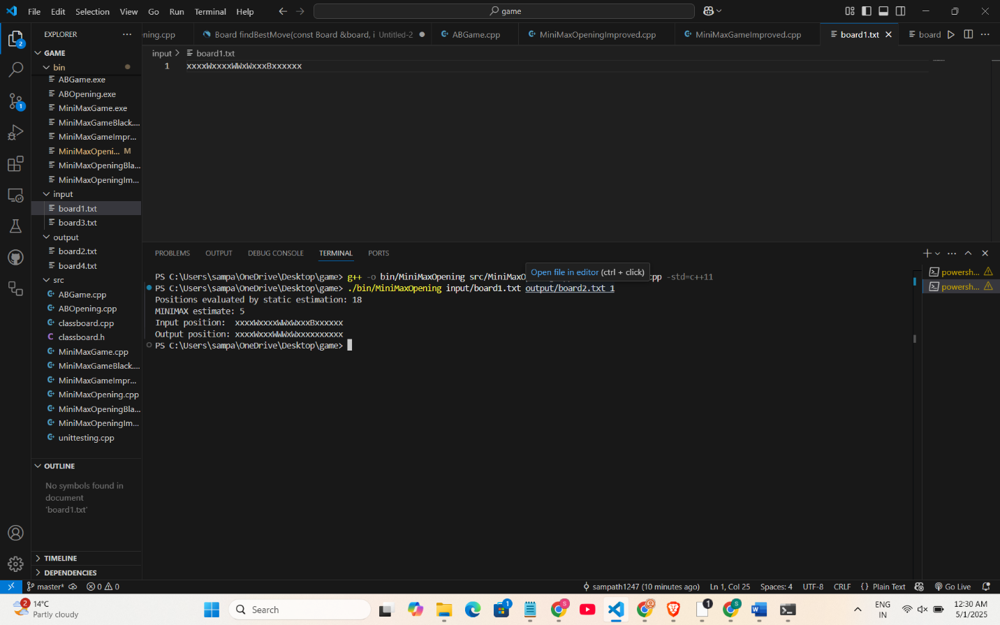 File Edit Selection View Go Run Terminal Help
game
EXPLORER
ning.cpp
Board findBestMove(const Board &board, i Untitled-2
ABGame.cpp
MiniMaxOpeningImproved.cpp
MiniMaxGameImproved.cpp
board1.txt
board
GAME
input > board1.txt
bin
1 xxxxWxxxxWWxWxxxBxxxxxx
ABGame.exe
ABOpening.exe
MiniMaxGame.exe
MiniMaxGameBlack....
MiniMaxGameImpr...
MiniMaxOpeni... M
MiniMaxOpeningBla...
MiniMaxOpeningIm...
input
board1.txt
board3.txt
output
board2.txt
board4.txt
src
ABGame.cpp
ABOpening.cpp
classboard.cpp
classboard.h
MiniMaxGame.cpp
MiniMaxGameBlack....
MiniMaxGameImpr...
MiniMaxOpening.cpp
MiniMaxOpeningBla...
MiniMaxOpeningIm...
unittesting.cpp
OUTLINE
No symbols found in
document
'board1.txt'
TIMELINE
DEPENDENCIES
PROBLEMS OUTPUT DEBUG CONSOLE TERMINAL PORTS
Open file in editor (ctrl + click)
PS C:\Users\sampa\OneDrive\Desktop\game> g++ -o bin/MiniMaxOpening src/MiniMaxO cpp -std=c++11
PS C:\Users\sampa\OneDrive\Desktop\game> ./bin/MiniMaxOpening input/board1.txt output/board2.txt 1
Positions evaluated by static estimation: 18
MINIMAX estimate: 5
Input position: xxxxWxxxxWWxWxxxBxxxxxx
Output position: xxxxWxxxWWWxWxxxxxxxxxx
PS C:\Users\sampa\OneDrive\Desktop\game>
powersh...
powersh...
2
1
master*
0 0
sampath1247 (10 minutes ago)
Ln 1, Col 25
Spaces: 4
UTF-8
CRLF
{ } Plain Text
Go Live
2
14°C
Partly cloudy
Search
1
S
1
S
ENG
IN
12:30 AM
5/1/2025